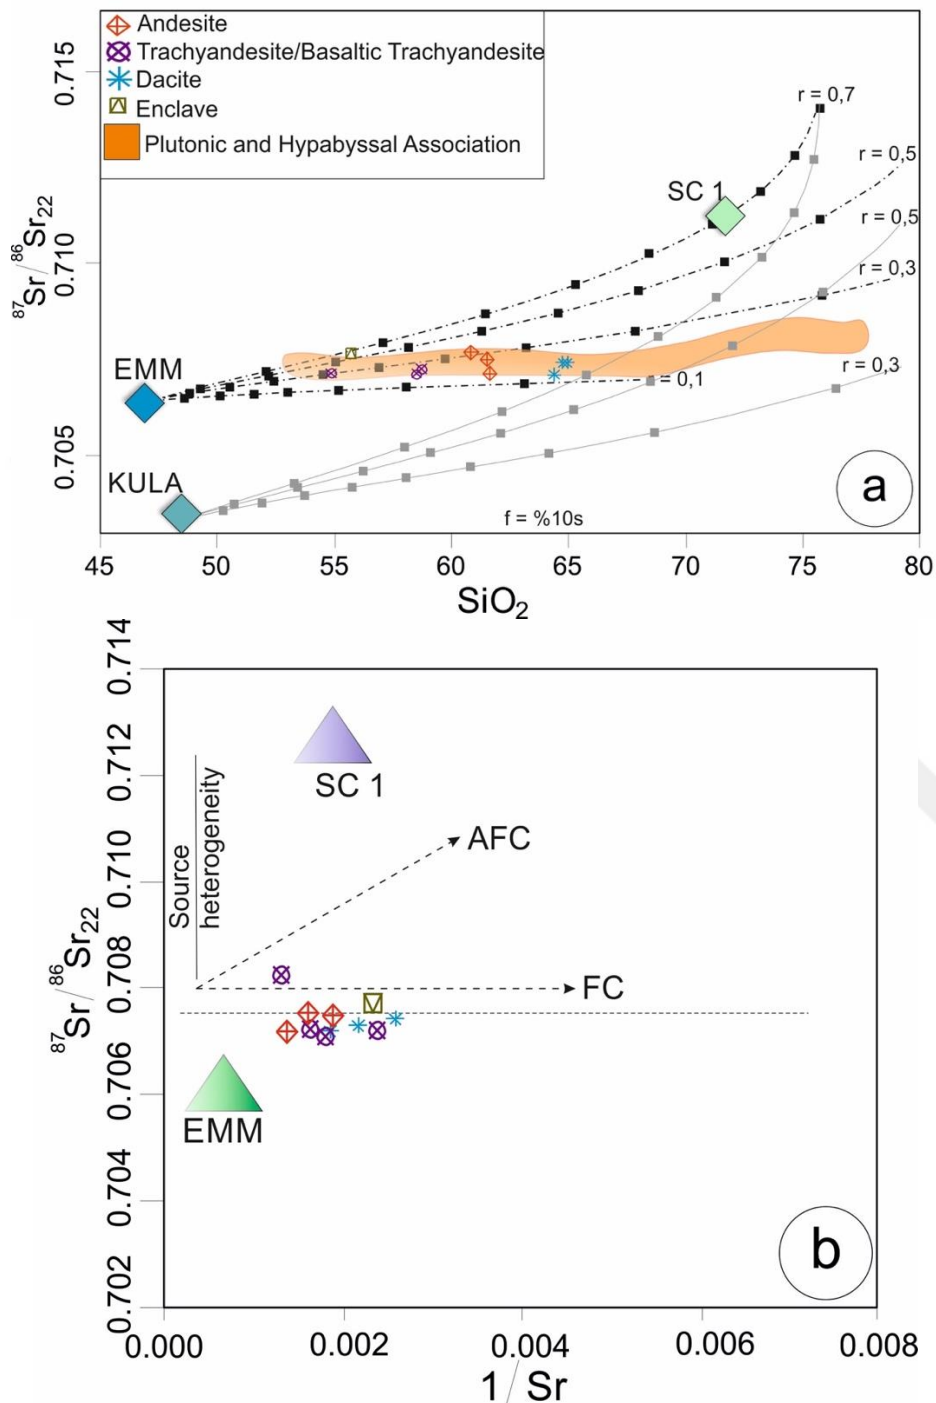 Andesite
Trachyandesite/Basaltic Trachyandesite
Dacite
Enclave
Plutonic and Hypabyssal Association
0.715
0.710
0.705
87Sr/86Sr22
r = 0,7
r = 0,5
r = 0,5
r = 0,3
r = 0,3
= 0,1
SC 1
EMM
KULA
f = %10s
a
45 50 55 60 65 70 75 80
SiO2
0.714
0.712
0.710
0.708
0.706
0.704
0.702
87Sr/86Sr22
Source
heterogeneity
SC 1
AFC
FC
EMM
b
0.000 0.002 0.004 0.006 0.008
1/Sr